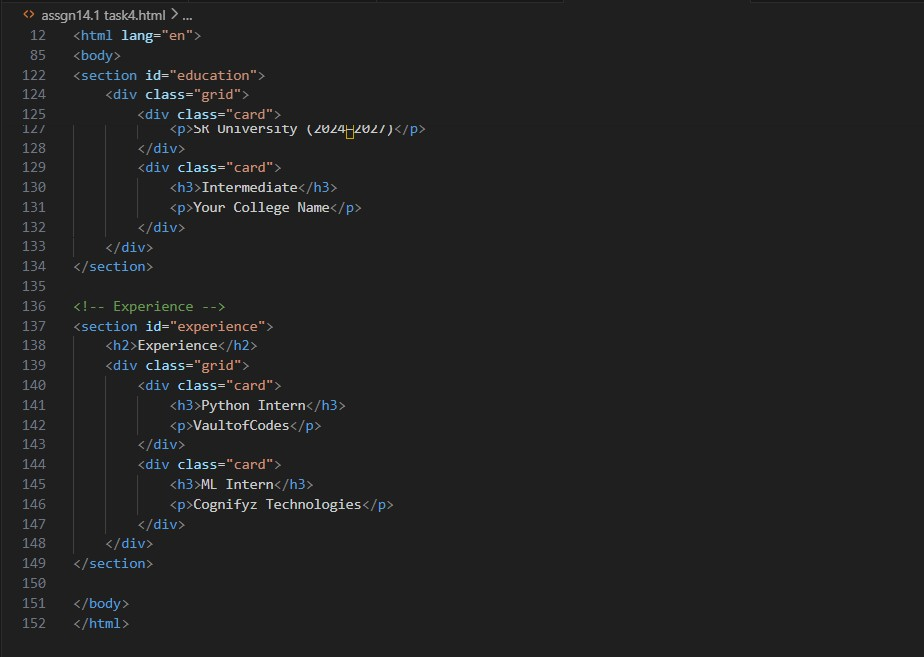 <> assgn14.1 task4.html > ...
12 <html lang="en">
85 <body>
122 <section id="education">
124 <div class="grid">
125 <div class="card">
127 <p>SR University (2024–2027)</p>
128 </div>
129 <div class="card">
130 <h3>Intermediate</h3>
131 <p>Your College Name</p>
132 </div>
133 </div>
134 </section>
135
136 <!-- Experience -->
137 <section id="experience">
138 <h2>Experience</h2>
139 <div class="grid">
140 <div class="card">
141 <h3>Python Intern</h3>
142 <p>VaultofCodes</p>
143 </div>
144 <div class="card">
145 <h3>ML Intern</h3>
146 <p>Cognifyz Technologies</p>
147 </div>
148 </div>
149 </section>
150
151 </body>
152 </html>